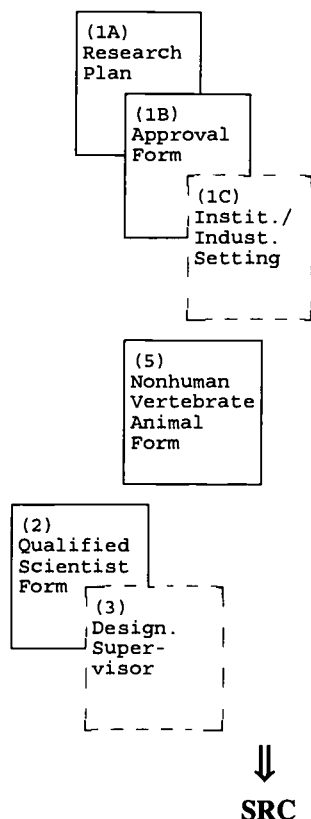 (1A)
Research
Plan
(1B)
Approval
Form
(1C)
Instit./
Indust.
Setting
(5)
Nonhuman
Vertebrate
Animal
Form
(2)
Qualified
Scientist
Form
(3)
Design.
Super-
visor
⇓
SRC